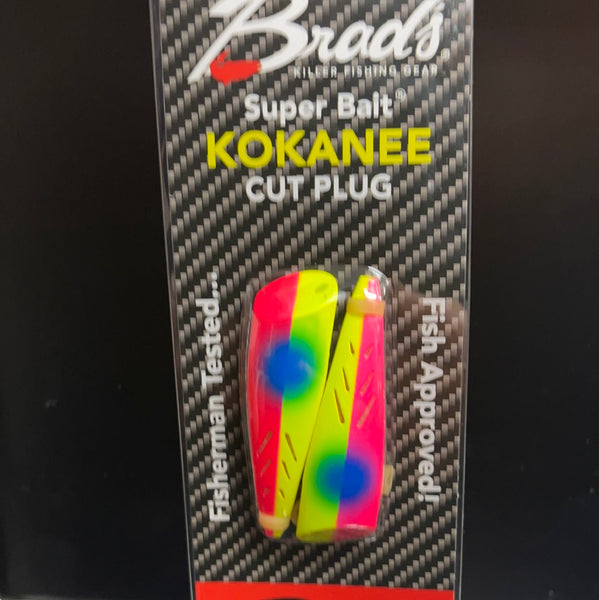 Brad's
KILLER FISHING GEAR
Super Bait®
KOKANEE
CUT PLUG
Fisherman Tested...
Fish Approved!